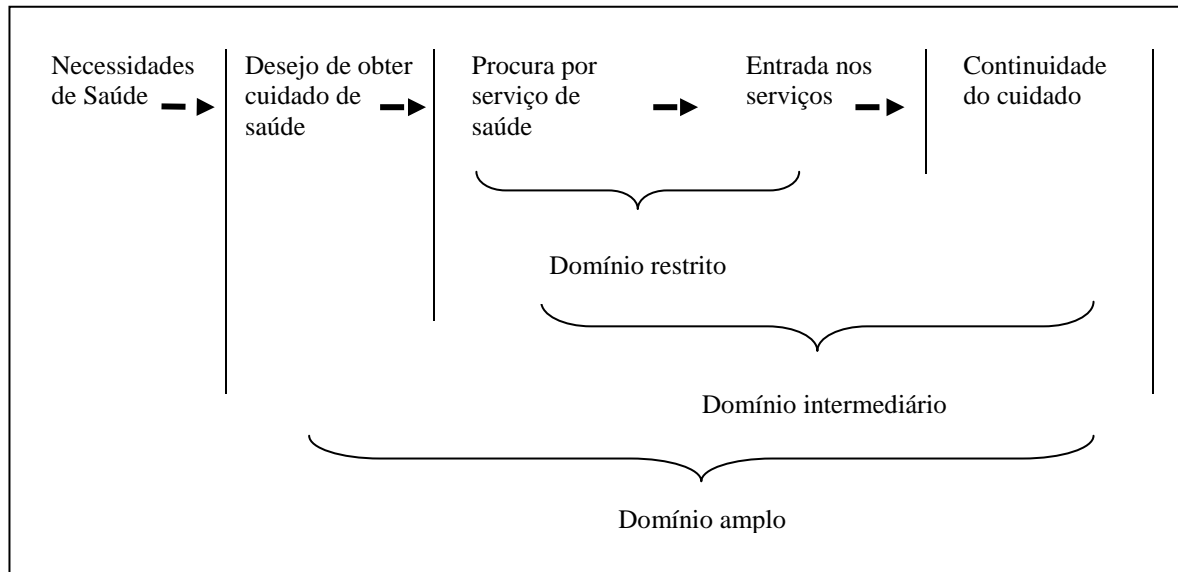 Necessidades
de Saúde
Desejo de obter
cuidado de
saúde
Procura por
serviço de
saúde
Entrada nos
serviços
Continuidade
do cuidado
Domínio restrito
Domínio intermediário
Domínio amplo